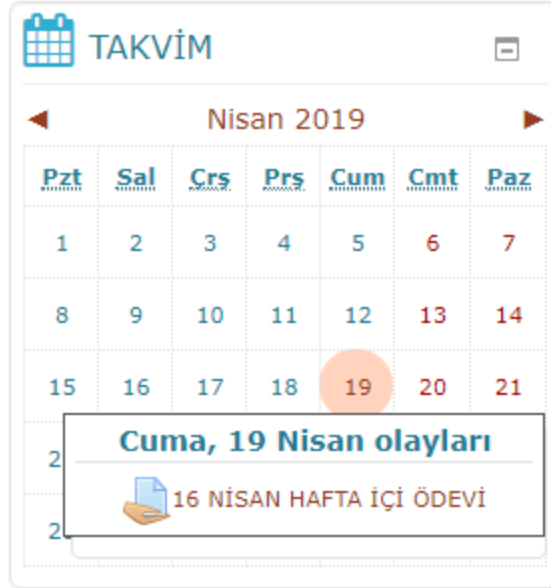 TAKVİM
Nisan 2019
Pzt Sal Çrş Prş Cum Cmt Paz
1 2 3 4 5 6 7
8 9 10 11 12 13 14
15 16 17 18 19 20 21
Cuma, 19 Nisan olayları
16 NİSAN HAFTA İÇİ ÖDEVİ